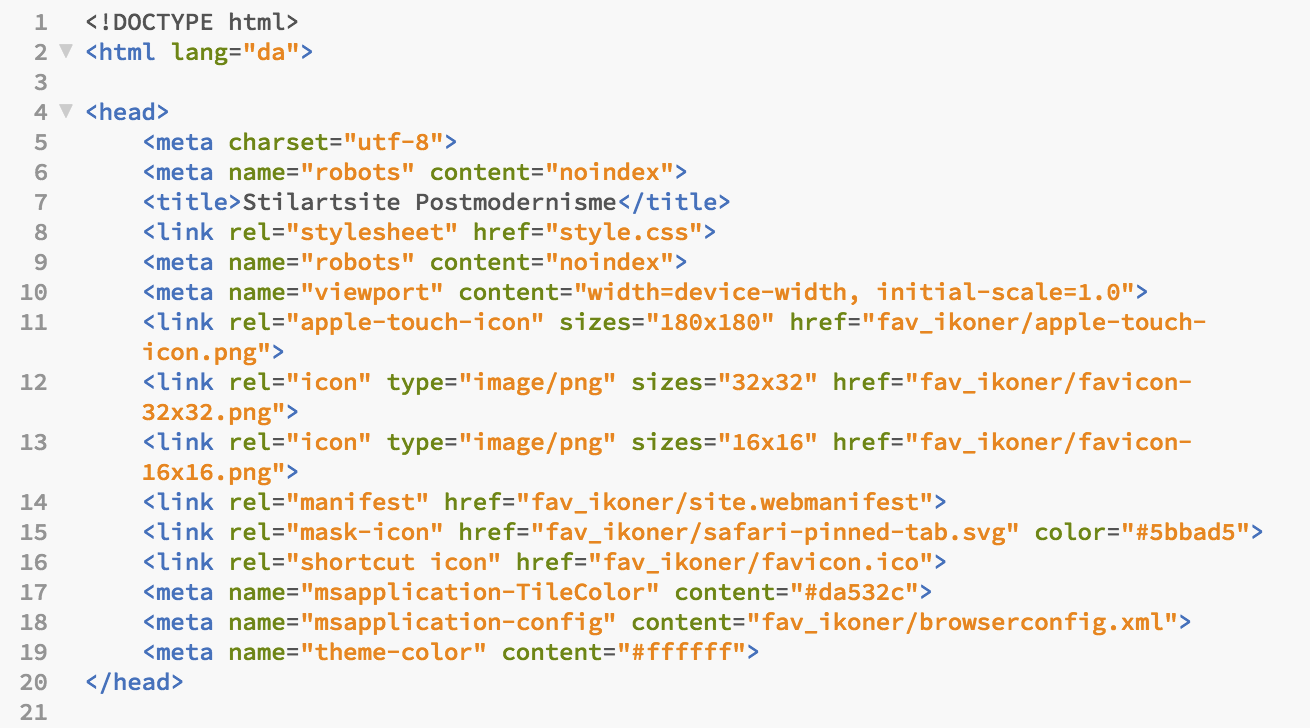 1 <!DOCTYPE html>
2 <html lang="da">
3
4 <head>
5 <meta charset="utf-8">
6 <meta name="robots" content="noindex">
7 <title>Stilartsite Postmodernisme</title>
8 <link rel="stylesheet" href="style.css">
9 <meta name="robots" content="noindex">
10 <meta name="viewport" content="width=device-width, initial-scale=1.0">
11 <link rel="apple-touch-icon" sizes="180x180" href="fav_ikoner/apple-touch-
icon.png">
12 <link rel="icon" type="image/png" sizes="32x32" href="fav_ikoner/favicon-
32x32.png">
13 <link rel="icon" type="image/png" sizes="16x16" href="fav_ikoner/favicon-
16x16.png">
14 <link rel="manifest" href="fav_ikoner/site.webmanifest">
15 <link rel="mask-icon" href="fav_ikoner/safari-pinned-tab.svg" color="#5bbad5">
16 <link rel="shortcut icon" href="fav_ikoner/favicon.ico">
17 <meta name="msapplication-TileColor" content="#da532c">
18 <meta name="msapplication-config" content="fav_ikoner/browserconfig.xml">
19 <meta name="theme-color" content="#ffffff">
20 </head>
21